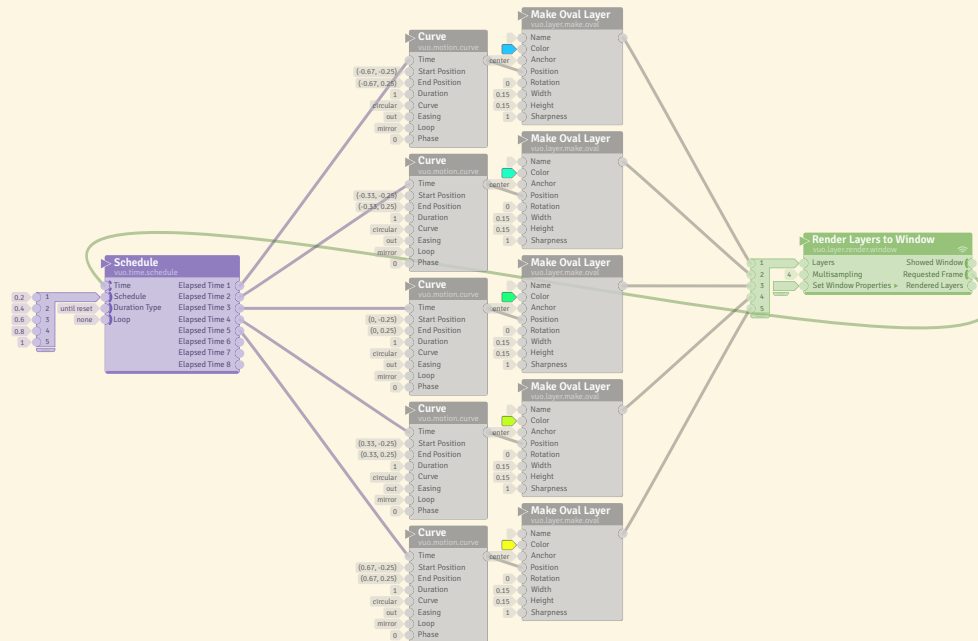 Schedule
vuo.time.schedule
Time
Elapsed Time 1
Schedule
Elapsed Time 2
Duration Type
Elapsed Time 3
Loop
Elapsed Time 4
Elapsed Time 5
Elapsed Time 6
Elapsed Time 7
Elapsed Time 8
0.2
1
0.4
2
0.6
3
0.8
4
1
5
until reset
none
Curve
vuo.motion.curve
Time
(-0.67, -0.25)
Start Position
(-0.67, 0.25)
End Position
1
Duration
circular
Curve
out
Easing
mirror
Loop
0
Phase
Make Oval Layer
vuo.layer.make.oval
Name
Color
center
Anchor
Position
0
Rotation
0.15
Width
0.15
Height
1
Sharpness
Curve
vuo.motion.curve
Time
(-0.33, -0.25)
Start Position
(-0.33, 0.25)
End Position
1
Duration
circular
Curve
out
Easing
mirror
Loop
0
Phase
Make Oval Layer
vuo.layer.make.oval
Name
Color
center
Anchor
Position
0
Rotation
0.15
Width
0.15
Height
1
Sharpness
Curve
vuo.motion.curve
Time
(0, -0.25)
Start Position
(0, 0.25)
End Position
1
Duration
circular
Curve
out
Easing
mirror
Loop
0
Phase
Make Oval Layer
vuo.layer.make.oval
Name
Color
center
Anchor
Position
0
Rotation
0.15
Width
0.15
Height
1
Sharpness
Curve
vuo.motion.curve
Time
(0.33, -0.25)
Start Position
(0.33, 0.25)
End Position
1
Duration
circular
Curve
out
Easing
mirror
Loop
0
Phase
Make Oval Layer
vuo.layer.make.oval
Name
Color
center
Anchor
Position
0
Rotation
0.15
Width
0.15
Height
1
Sharpness
Curve
vuo.motion.curve
Time
(0.67, -0.25)
Start Position
(0.67, 0.25)
End Position
1
Duration
circular
Curve
out
Easing
mirror
Loop
0
Phase
Make Oval Layer
vuo.layer.make.oval
Name
Color
center
Anchor
Position
0
Rotation
0.15
Width
0.15
Height
1
Sharpness
1
2
3
4
5
Render Layers to Window
vuo.layer.render.window
Layers
Showed Window
4
Multisampling
Requested Frame
Set Window Properties »
Rendered Layers